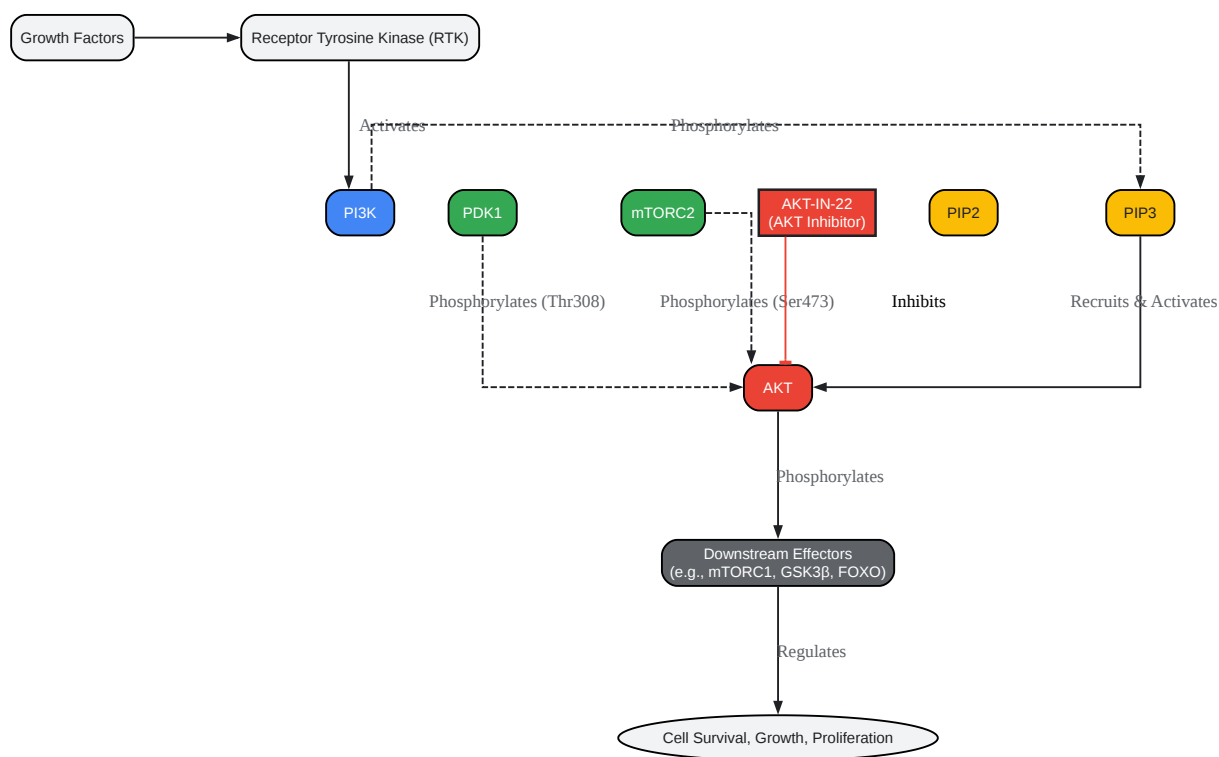 Growth Factors
Receptor Tyrosine Kinase (RTK)
Activates
Phosphorylates
PI3K
PDK1
mTORC2
AKT-IN-22
(AKT Inhibitor)
PIP2
PIP3
Phosphorylates (Thr308)
Phosphorylates (Ser473)
Inhibits
Recruits & Activates
AKT
Phosphorylates
Downstream Effectors
(e.g., mTORC1, GSK3β, FOXO)
Regulates
Cell Survival, Growth, Proliferation